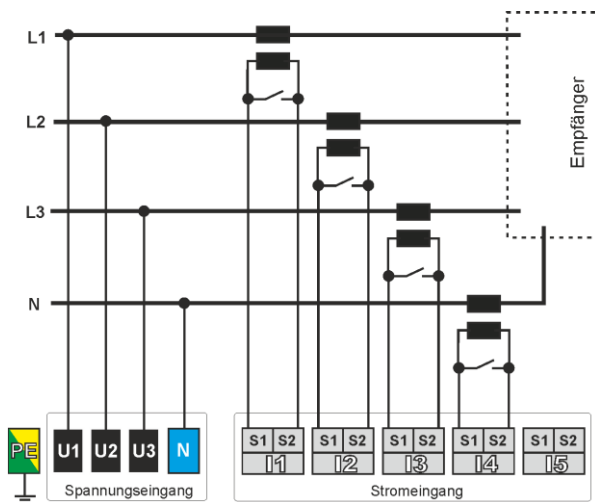 L1
L2
L3
N
Empfänger
PE
U1 U2 U3 N
Spannungseingang
S1 S2 S1 S2 S1 S2 S1 S2 S1 S2
I1 I2 I3 I4 I5
Stromeingang